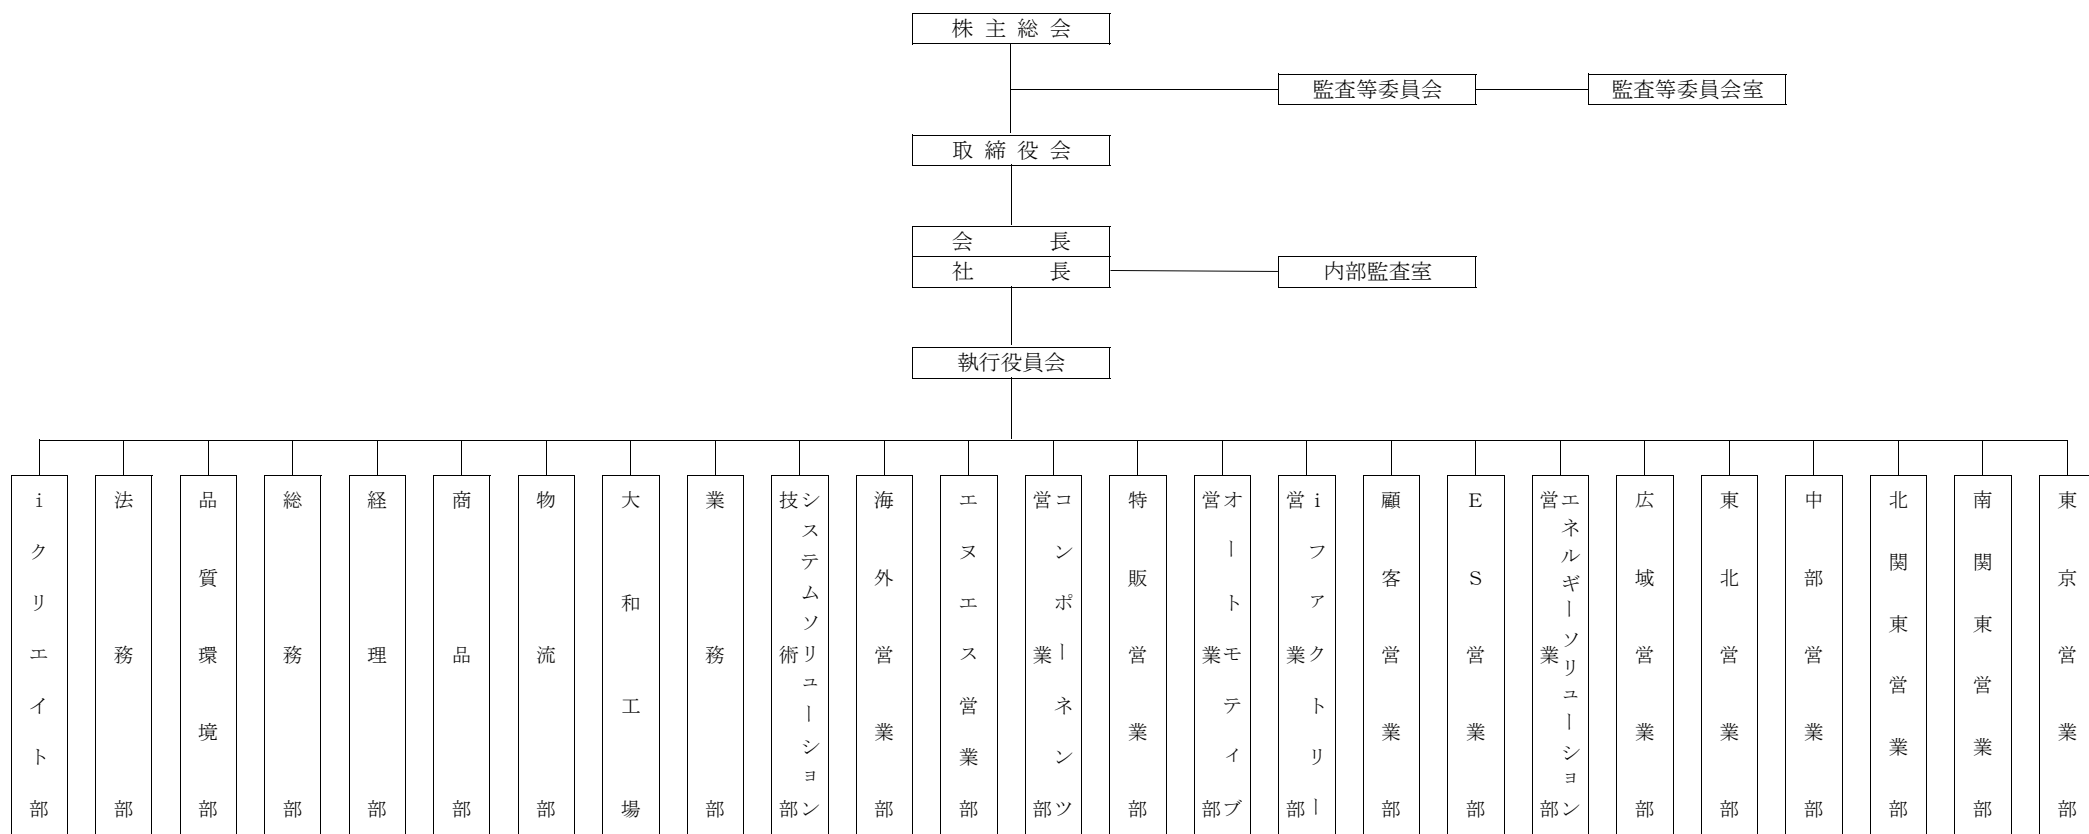 株主総会
監査等委員会
監査等委員会室
取締役会
会長
社長
内部監査室
執行役員会
iクリエイト部
法務部
品質環境部
総務部
経理部
商品部
物流部
大和工場
業務部
システムソリューション
技術部
海外営業部
エヌエス営業部
コンポーネンツ
営業部
特販営業部
オートモティブ
営業部
iファクトリー
営業部
顧客営業部
ES営業部
エネルギーソリューション
営業部
広域営業部
東北営業部
中部営業部
北関東営業部
南関東営業部
東京営業部